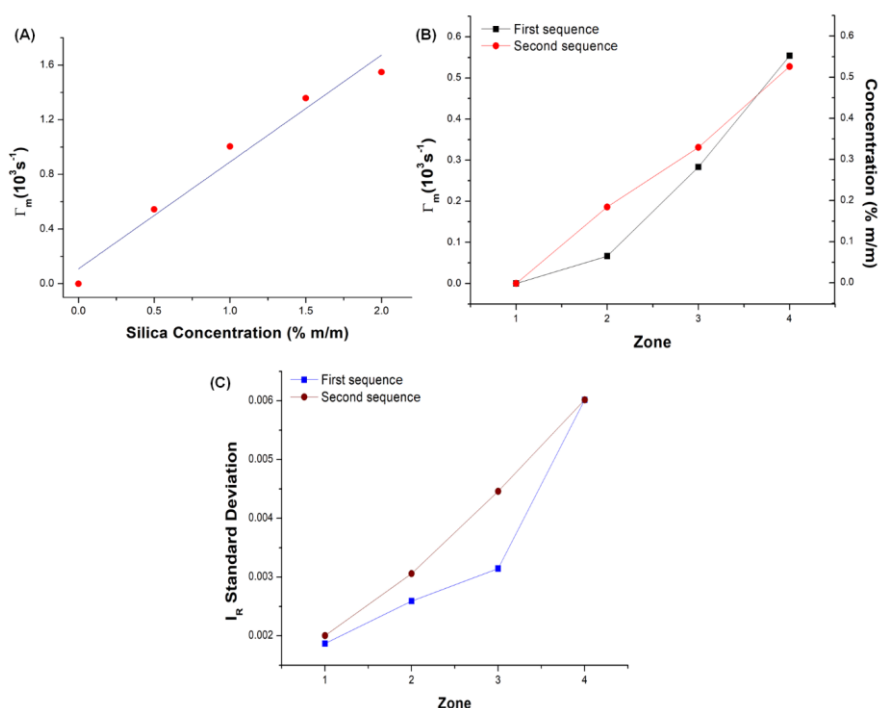 (A)
1.6
1.2
0.8
0.4
0.0
Γm(10³s⁻¹)
0.0 0.5 1.0 1.5 2.0
Silica Concentration (% m/m)
(B)
First sequence
Second sequence
0.6
0.5
0.4
0.3
0.2
0.1
0.0
Γm(10³s⁻¹)
0.6
0.5
0.4
0.3
0.2
0.1
0.0
Concentration (% m/m)
1 2 3 4
Zone
(C)
First sequence
Second sequence
0.006
0.005
0.004
0.003
0.002
IR Standard Deviation
1 2 3 4
Zone